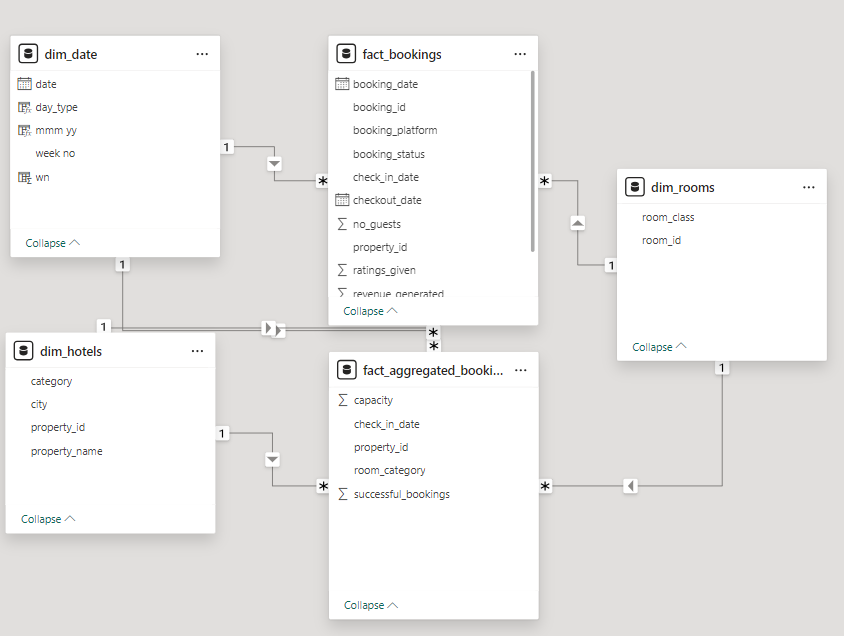 dim_date
date
day_type
mmm yy
week no
wn
Collapse
fact_bookings
booking_date
booking_id
booking_platform
booking_status
check_in_date
checkout_date
no_guests
property_id
ratings_given
revenue_generated
Collapse
dim_rooms
room_class
room_id
Collapse
dim_hotels
category
city
property_id
property_name
Collapse
fact_aggregated_booki...
capacity
check_in_date
property_id
room_category
successful_bookings
Collapse
1
*
*
1
1
1
*
*
1
1
*
*